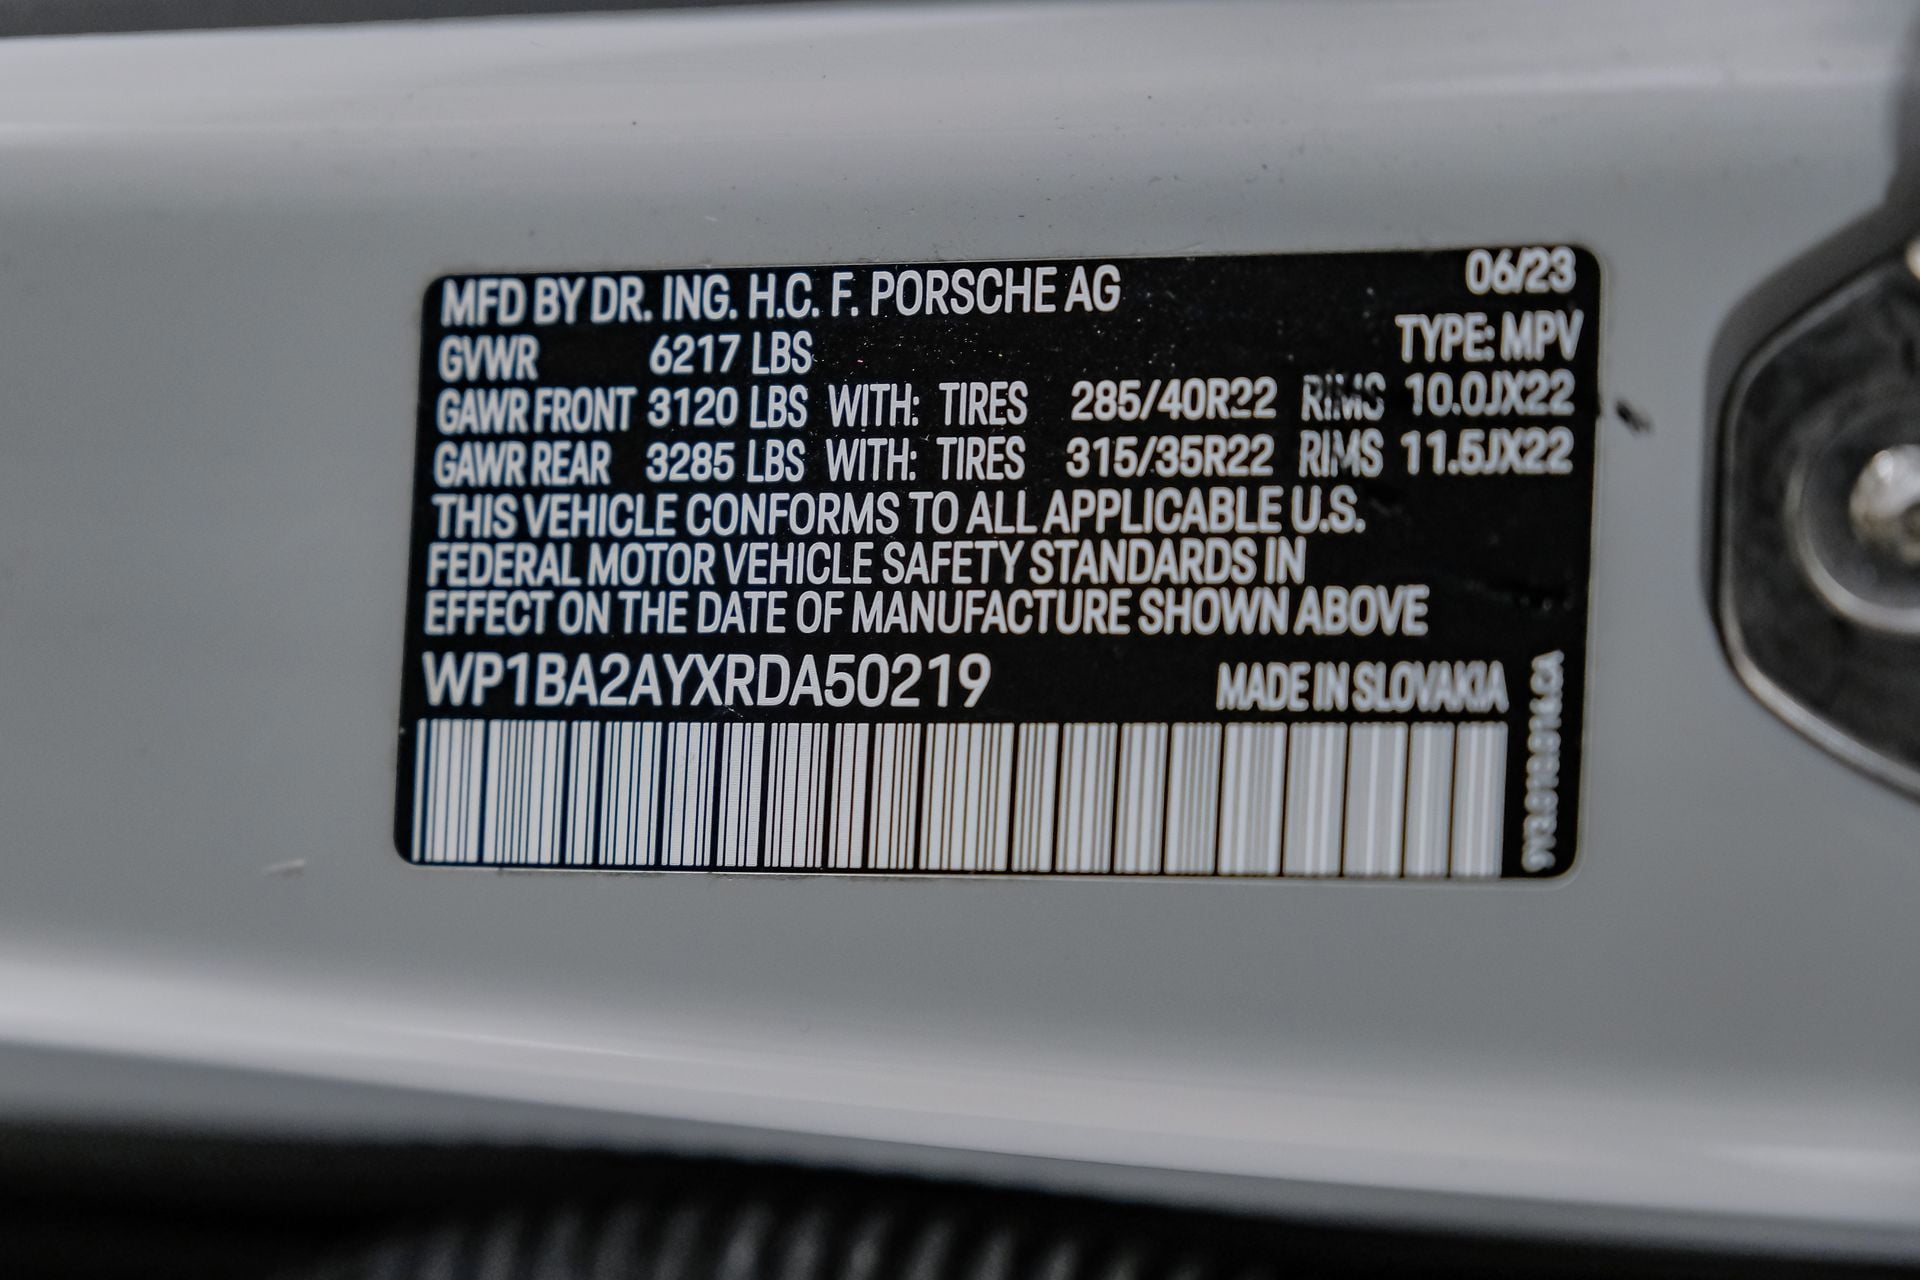 MFD BY DR. ING. H.C. F. PORSCHE AG 06/23
TYPE: MPV
GVWR 6217 LBS
GAWR FRONT 3120 LBS WITH: TIRES 285/40R22 RIMS 10.0JX22
GAWR REAR 3285 LBS WITH: TIRES 315/35R22 RIMS 11.5JX22
THIS VEHICLE CONFORMS TO ALL APPLICABLE U.S.
FEDERAL MOTOR VEHICLE SAFETY STANDARDS IN
EFFECT ON THE DATE OF MANUFACTURE SHOWN ABOVE
WP1BA2AYXRDA50219 MADE IN SLOVAKIA